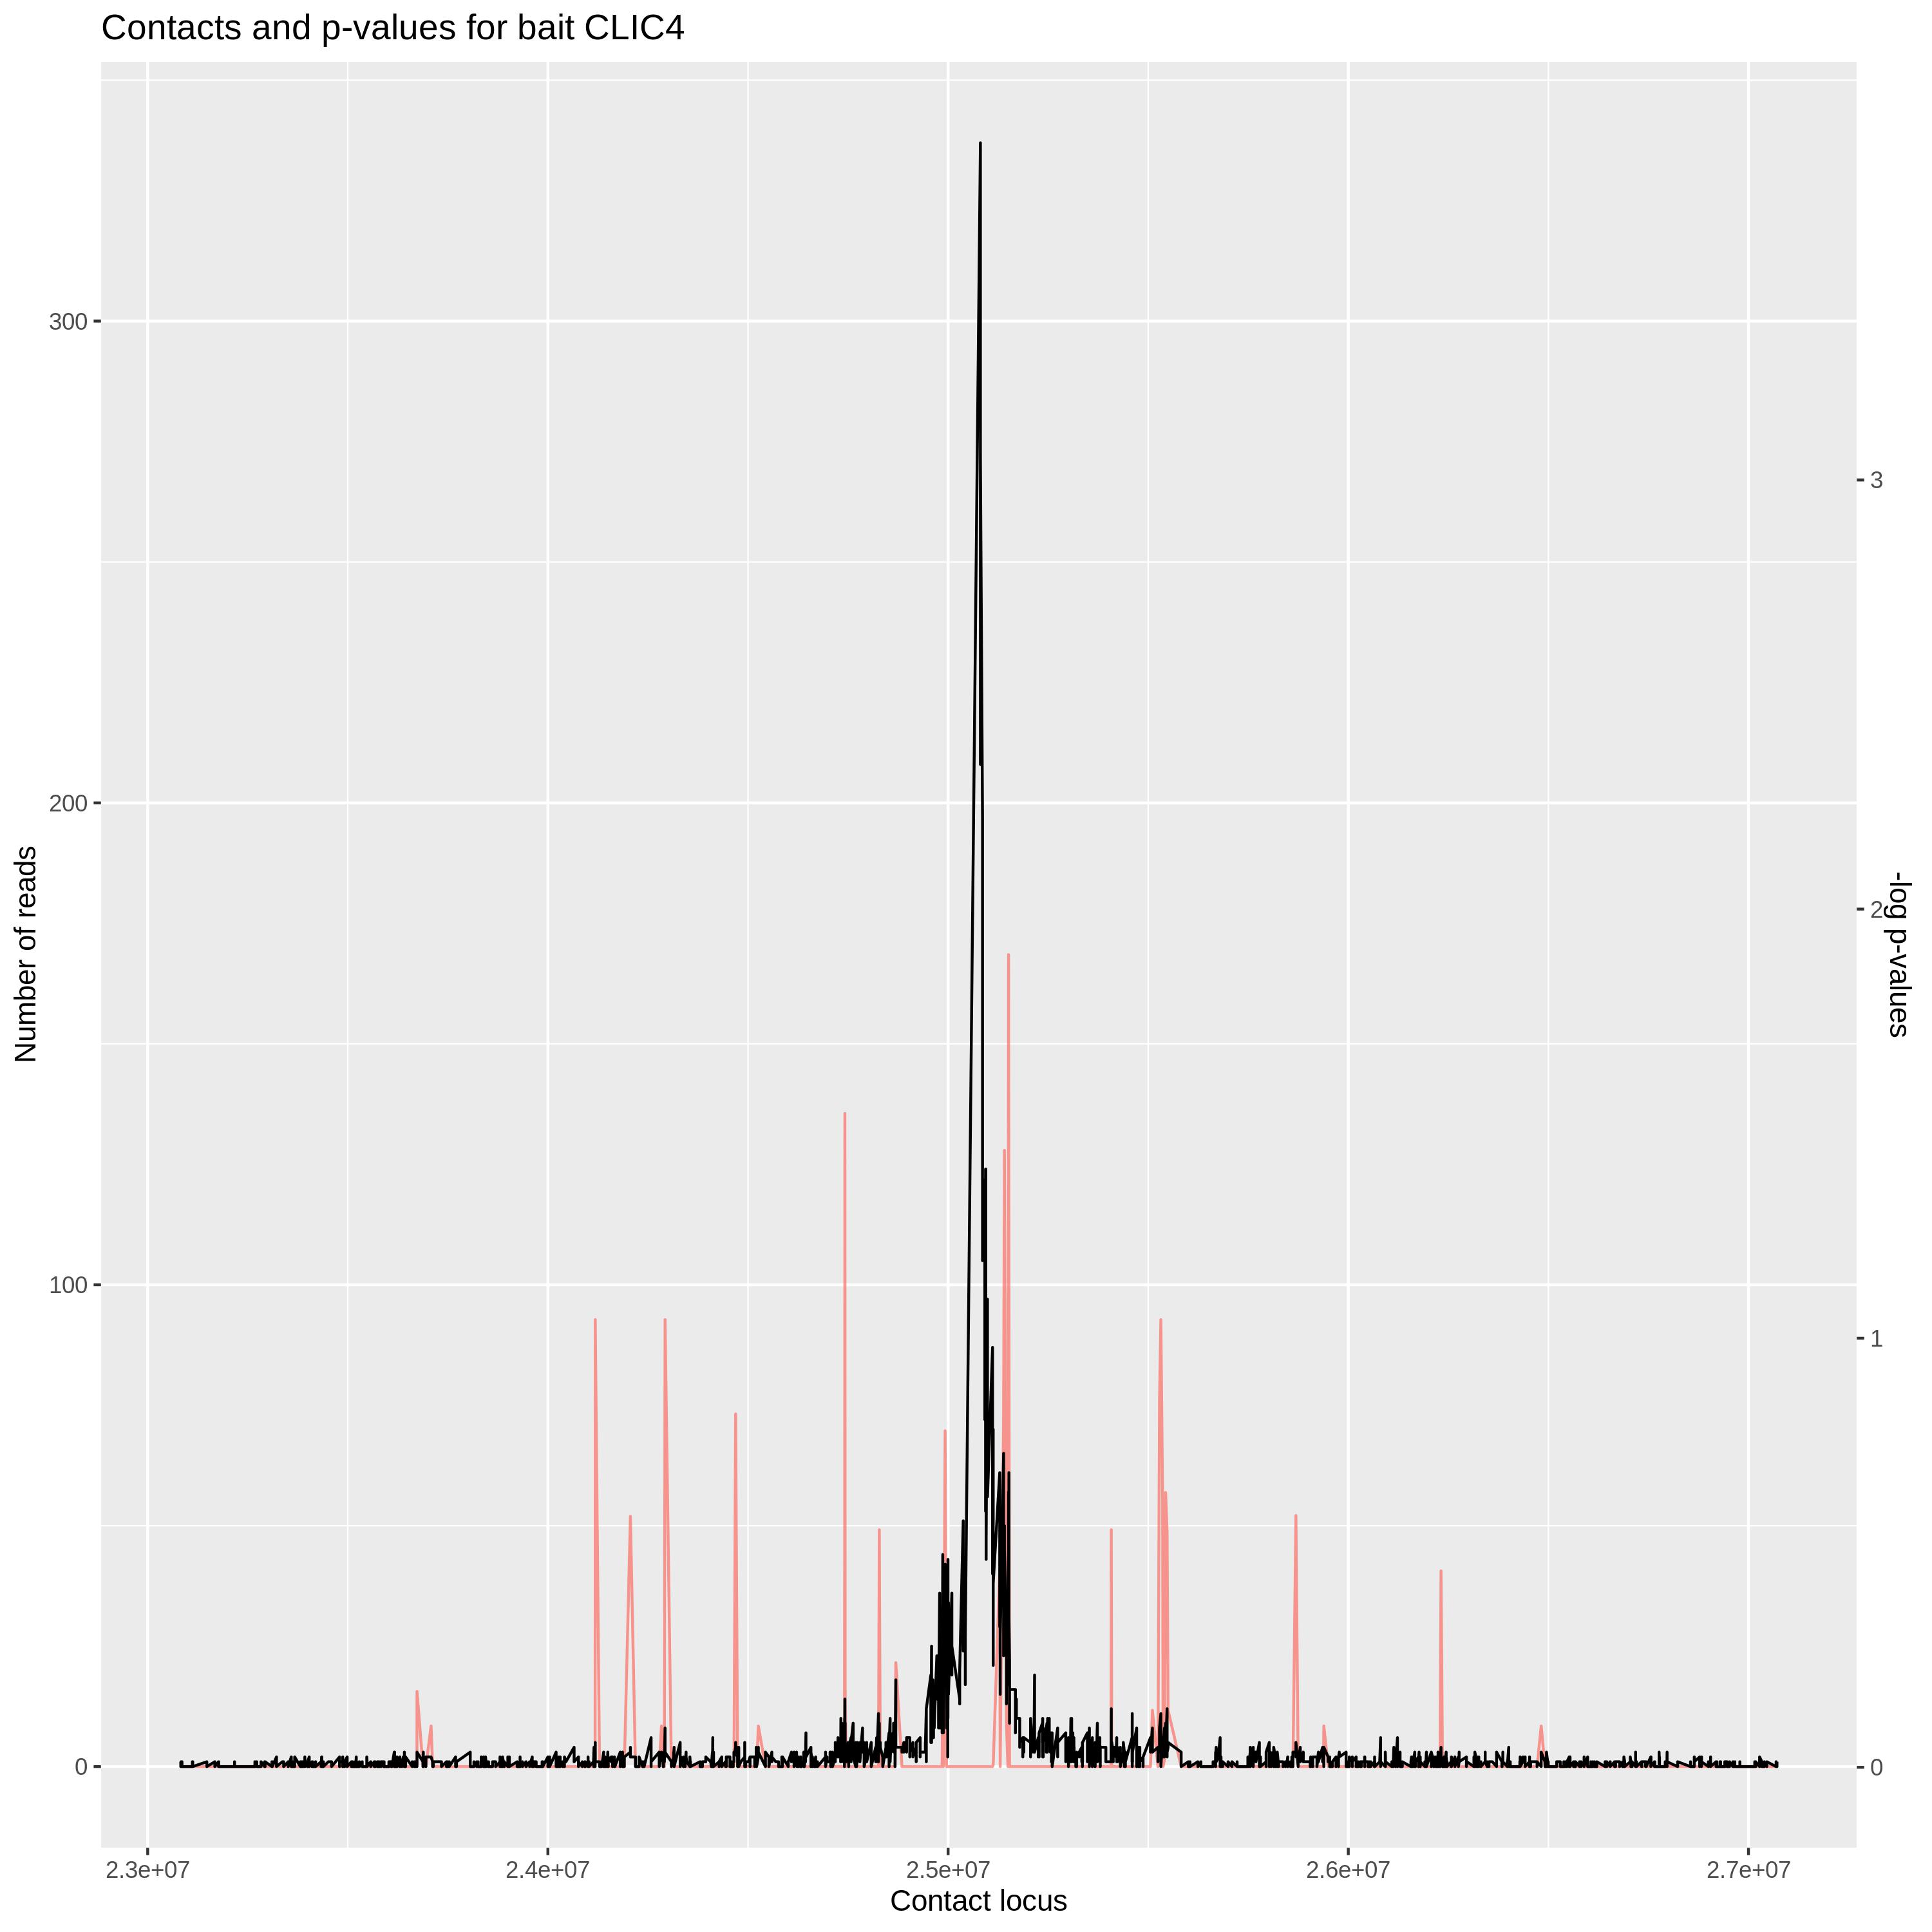 Contacts and p-values for bait CLIC4
Number of reads
300
200
100
0
3
2
1
0
-log p-values
2.3e+07
2.4e+07
2.5e+07
2.6e+07
2.7e+07
Contact locus